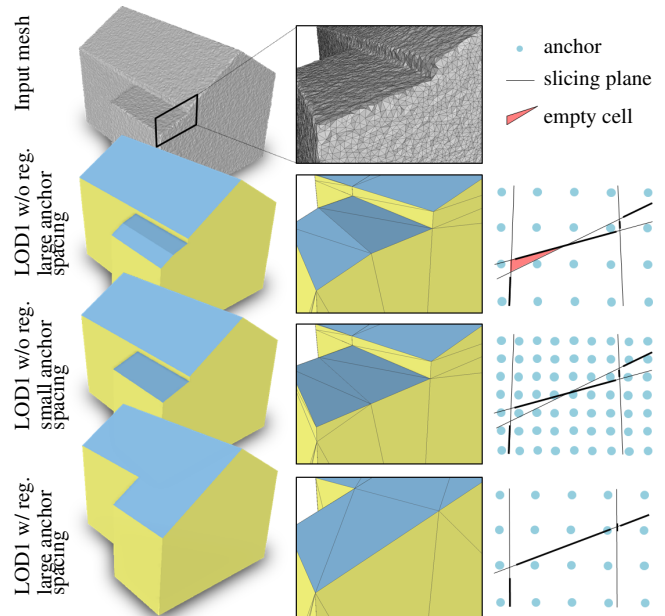 Input mesh
anchor
slicing plane
empty cell
LOD1 w/o reg.
large anchor
spacing
LOD1 w/o reg.
small anchor
spacing
LOD1 w/ reg.
large anchor
spacing